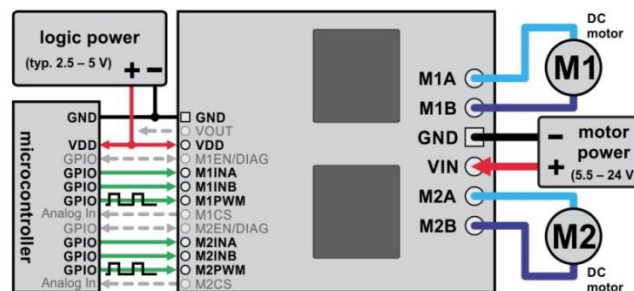 logic power
(typ. 2.5 – 5 V)
+ –
microcontroller
GND
VDD
GPIO
GPIO
GPIO
GPIO
Analog In
GPIO
GPIO
GPIO
GPIO
Analog In
GND
VOUT
VDD
M1EN/DIAG
M1INA
M1INB
M1PWM
M1CS
M2EN/DIAG
M2INA
M2INB
M2PWM
M2CS
M1A
M1B
GND
VIN
M2A
M2B
DC
motor
M1
– motor
+ power
(5.5 – 24 V)
M2
DC
motor